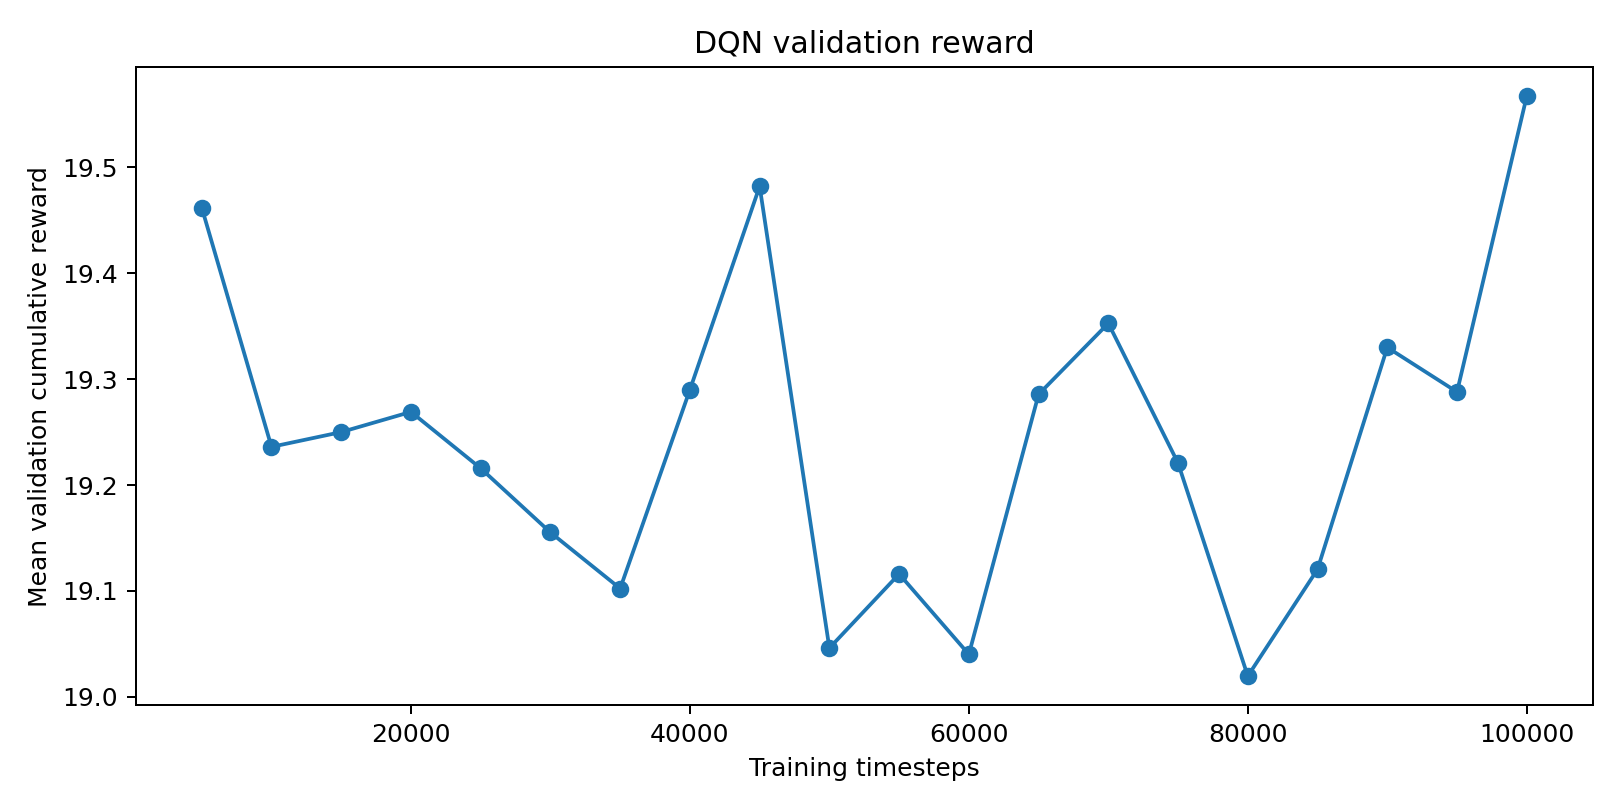 DQN validation reward
Mean validation cumulative reward
19.5
19.4
19.3
19.2
19.1
19.0
20000 40000 60000 80000 100000
Training timesteps